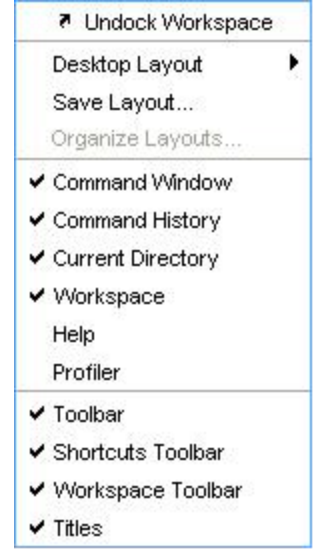 Undock Workspace
Desktop Layout
Save Layout...
Organize Layouts...
Command Window
Command History
Current Directory
Workspace
Help
Profiler
Toolbar
Shortcuts Toolbar
Workspace Toolbar
Titles